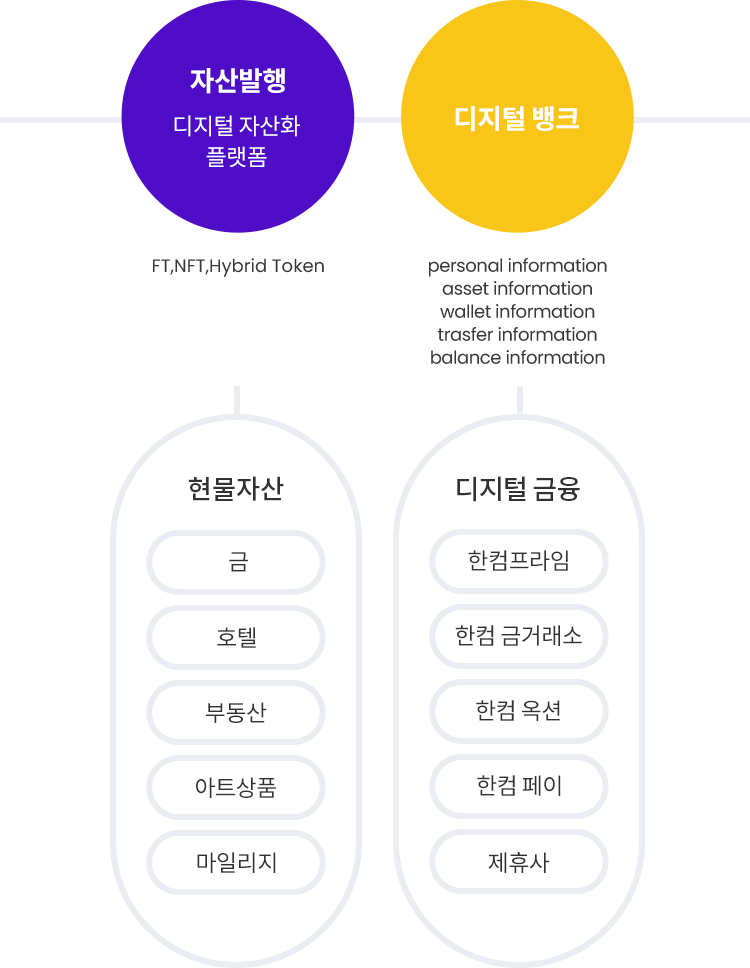 자산발행
디지털 자산화
플랫폼
FT,NFT,Hybrid Token
디지털 뱅크
personal information
asset information
wallet information
trasfer information
balance information
현물자산
금
호텔
부동산
아트상품
마일리지
디지털 금융
한컴프라임
한컴 금거래소
한컴 옥션
한컴 페이
제휴사